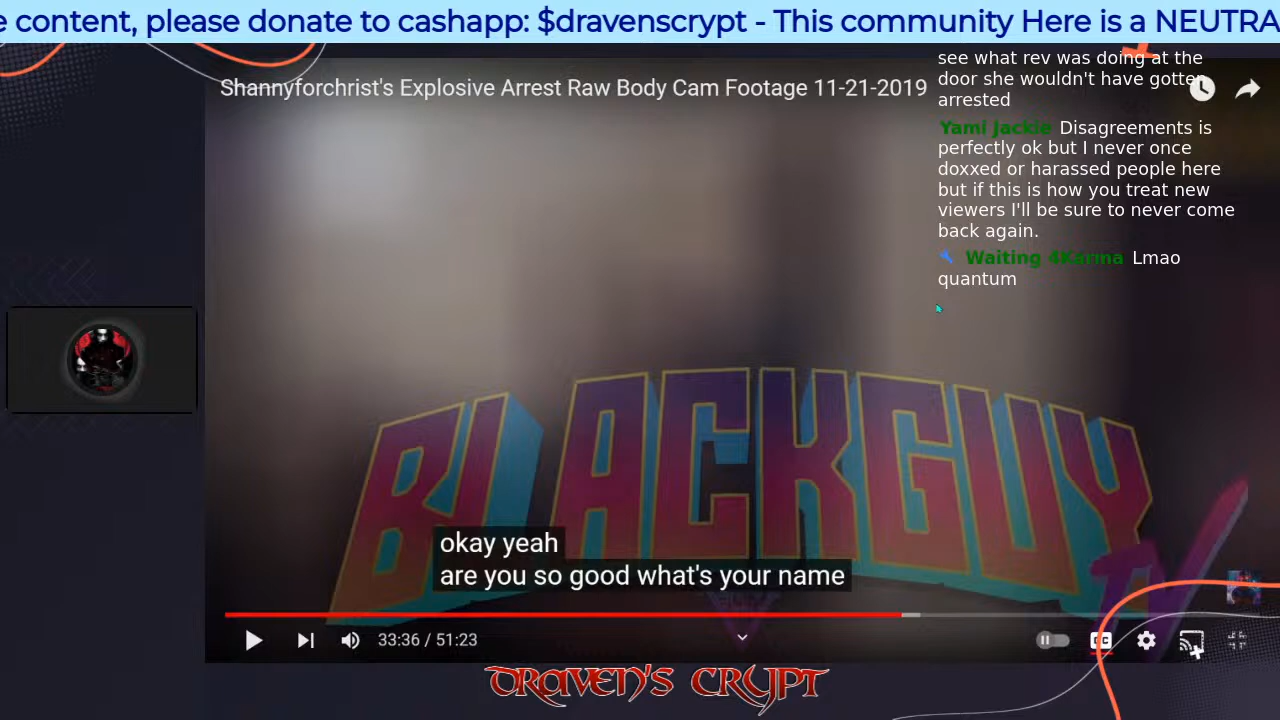 e content, please donate to cashapp: $dravenscrypt - This community Here is a NEUTRA
Shannyforchrist's Explosive Arrest Raw Body Cam Footage 11-21-2019
see what rev was doing at the
door she wouldn't have gotten
arrested
Yami Jackie Disagreements is
perfectly ok but I never once
doxxed or harassed people here
but if this is how you treat new
viewers I'll be sure to never come
back again.
Waiting 4Karma Lmao
quantum
BLACKGUY
TV
okay yeah
are you so good what's your name
33:36 / 51:23
CC
DRAVEN'S CRYPT